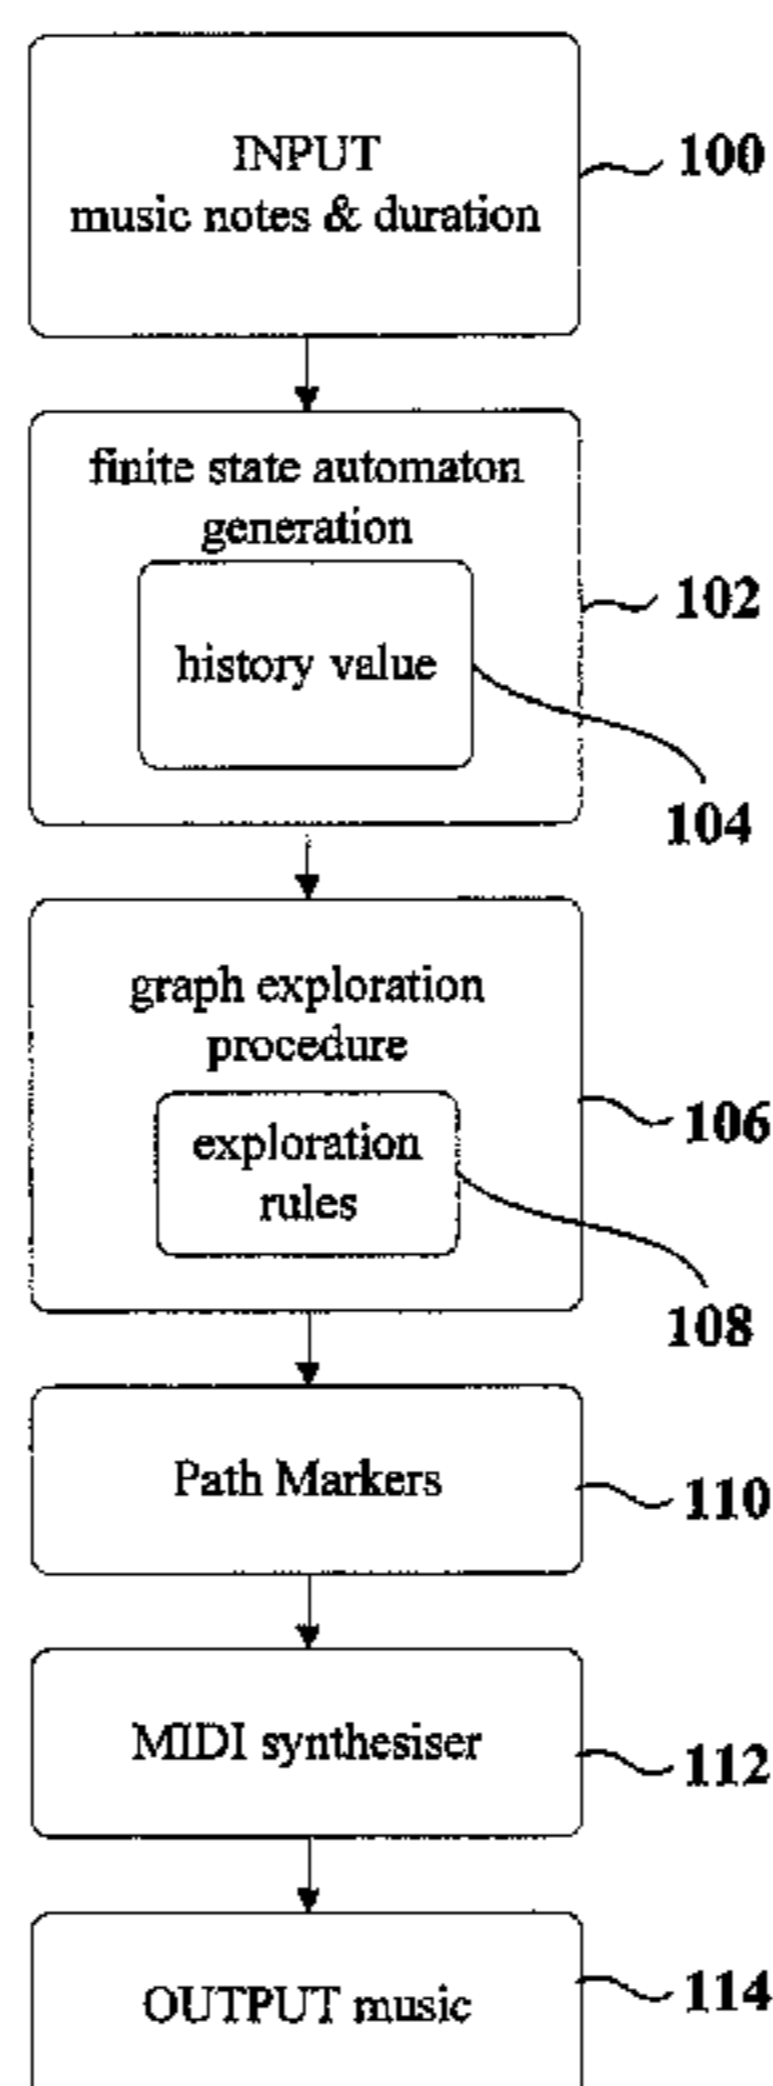 INPUT
music notes & duration
100
finite state automaton
generation
history value
102
104
graph exploration
procedure
exploration
rules
106
108
Path Markers
110
MIDI synthesiser
112
OUTPUT music
114